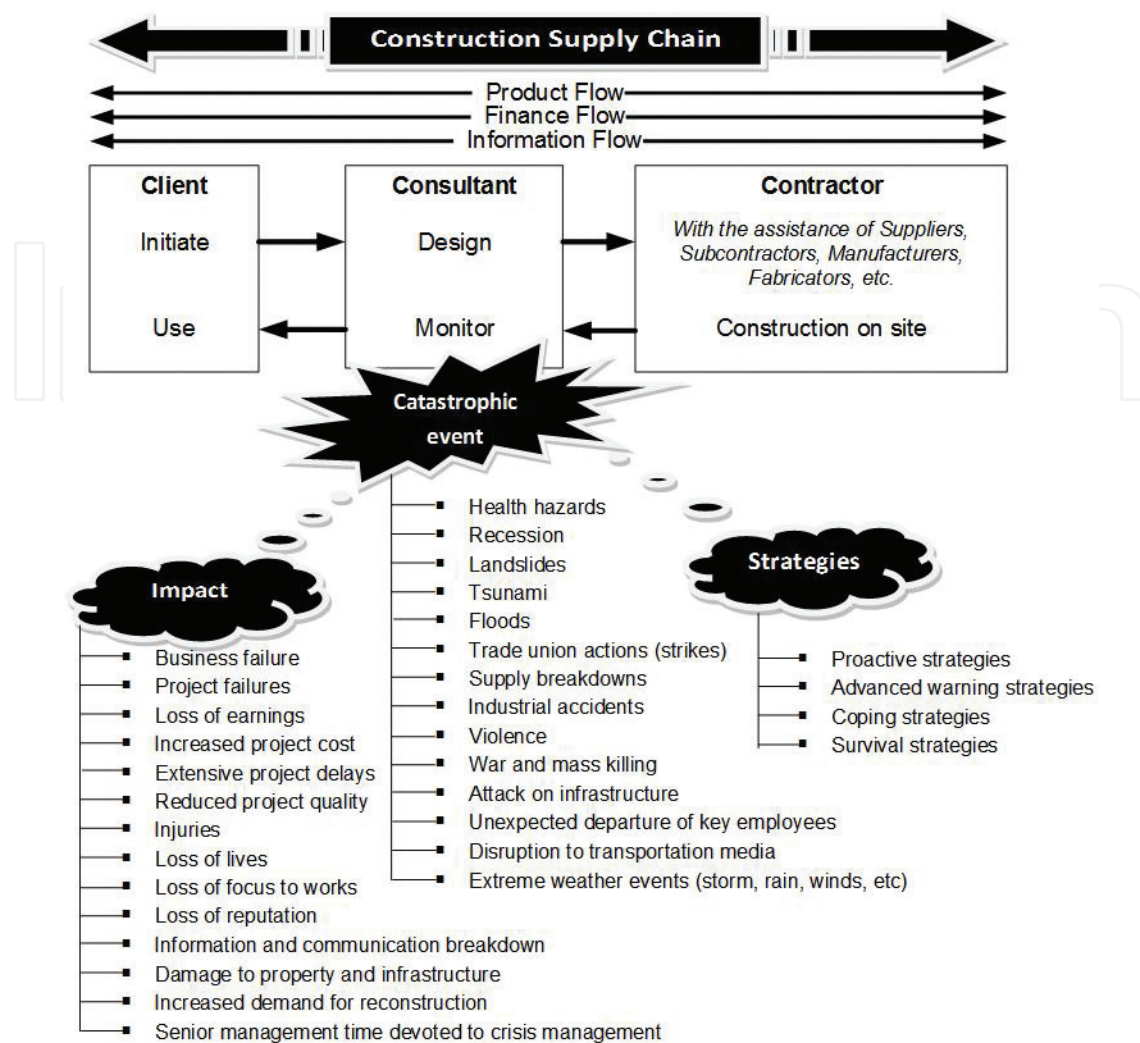 Construction Supply Chain
Product Flow
Finance Flow
Information Flow
Client
Initiate
Use
Consultant
Design
Monitor
Contractor
With the assistance of Suppliers,
Subcontractors, Manufacturers,
Fabricators, etc.
Construction on site
Catastrophic
event
Health hazards
Recession
Landslides
Tsunami
Floods
Trade union actions (strikes)
Supply breakdowns
Industrial accidents
Violence
War and mass killing
Attack on infrastructure
Unexpected departure of key employees
Disruption to transportation media
Extreme weather events (storm, rain, winds, etc)
Impact
Business failure
Project failures
Loss of earnings
Increased project cost
Extensive project delays
Reduced project quality
Injuries
Loss of lives
Loss of focus to works
Loss of reputation
Information and communication breakdown
Damage to property and infrastructure
Increased demand for reconstruction
Senior management time devoted to crisis management
Strategies
Proactive strategies
Advanced warning strategies
Coping strategies
Survival strategies